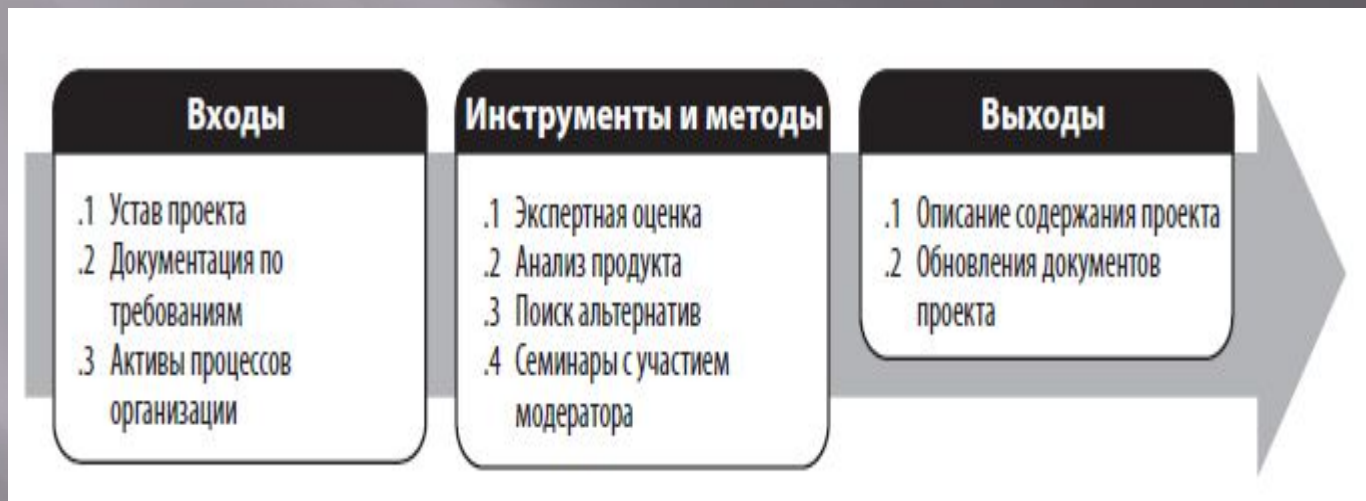 Входы
.1 Устав проекта
.2 Документация по
требованиям
.3 Активы процессов
организации
Инструменты и методы
.1 Экспертная оценка
.2 Анализ продукта
.3 Поиск альтернатив
.4 Семинары с участием
модератора
Выходы
.1 Описание содержания проекта
.2 Обновления документов
проекта